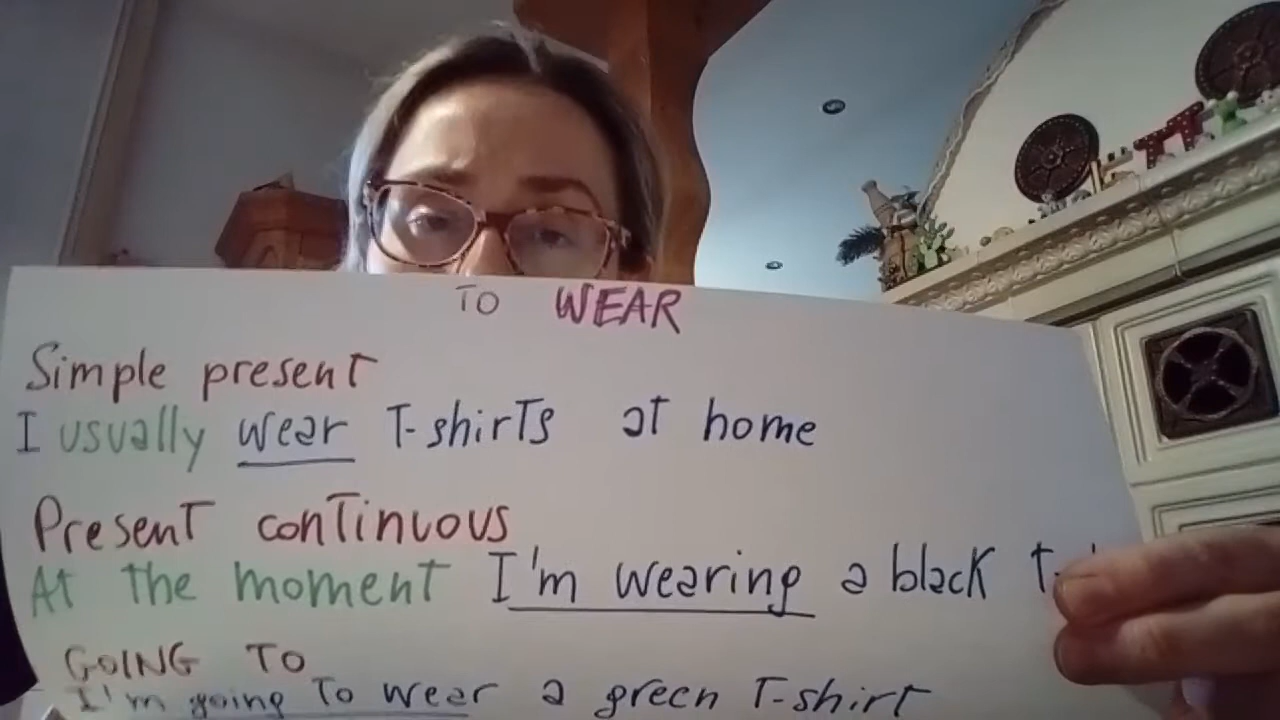 TO WEAR
Simple present
I usually wear T-shirts at home
Present continuous
At the moment I'm wearing a black
GOING TO
I'm going to wear a green T-shirt